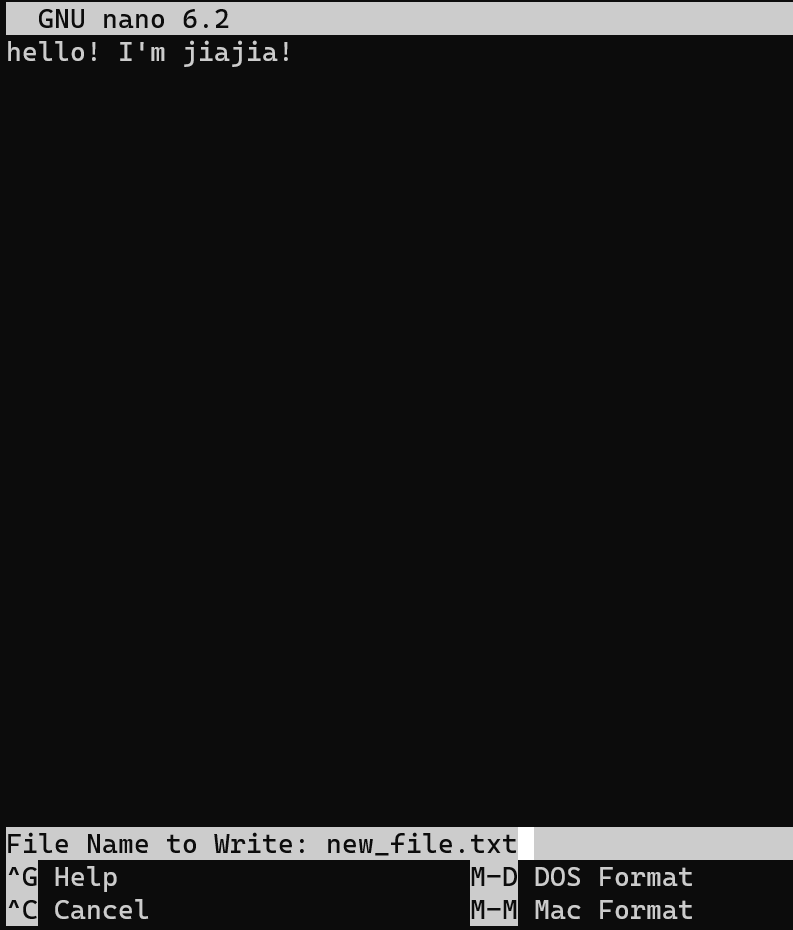 GNU nano 6.2
hello! I'm jiajia!
File Name to Write: new_file.txt
^G Help M-D DOS Format
^C Cancel M-M Mac Format